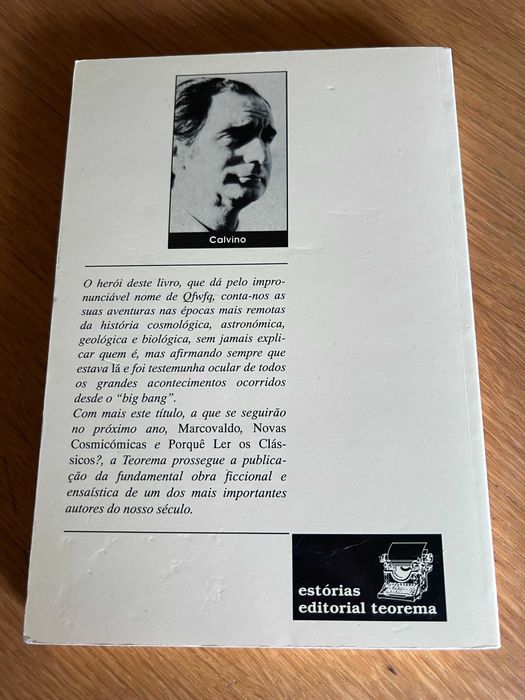 Calvino
O herói deste livro, que dá pelo impro-
nunciável nome de Qfwfq, conta-nos as
suas aventuras nas épocas mais remotas
da história cosmológica, astronómica,
geológica e biológica, sem jamais expli-
car quem é, mas afirmando sempre que
estava lá e foi testemunha ocular de todos
os grandes acontecimentos ocorridos
desde o “big bang”.
Com mais este título, a que se seguirão
no próximo ano, Marcovaldo, Novas
Cosmicómicas e Porquê Ler os Clás-
sicos?, a Teorema prossegue a publica-
ção da fundamental obra ficcional e
ensaística de um dos mais importantes
autores do nosso século.
estórias
editorial teorema